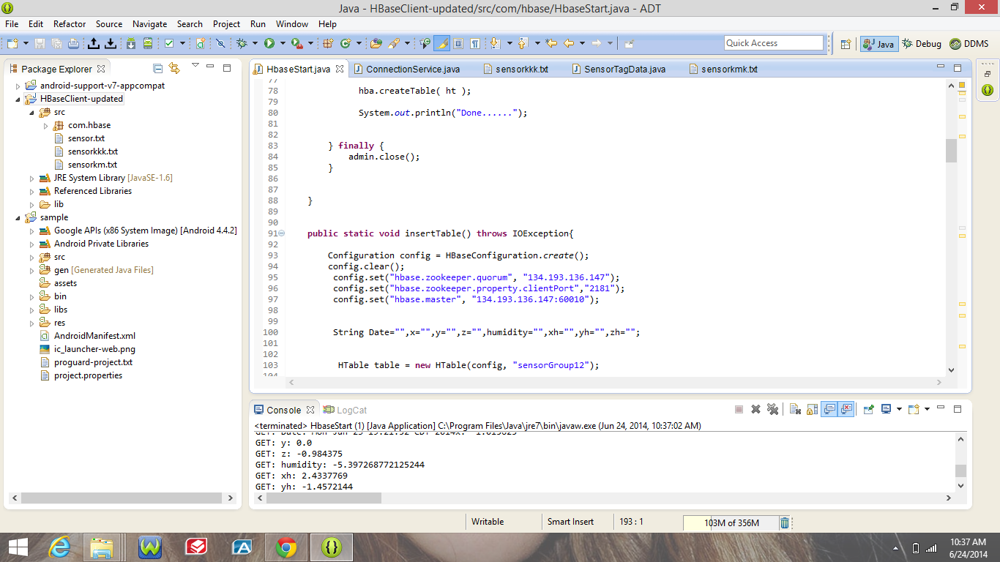 Java - HBaseClient-updated/src/com/hbase/HbaseStart.java - ADT
File Edit Refactor Source Navigate Search Project Run Window Help
Quick Access
Java Debug DDMS
Package Explorer
android-support-v7-appcompat
HBaseClient-updated
src
com.hbase
sensor.txt
sensorkkk.txt
sensorkm.txt
JRE System Library [JavaSE-1.6]
Referenced Libraries
lib
sample
Google APIs (x86 System Image) [Android 4.4.2]
Android Private Libraries
src
gen [Generated Java Files]
assets
bin
libs
res
AndroidManifest.xml
ic_launcher-web.png
proguard-project.txt
project.properties
HbaseStart.java ConnectionService.java sensorkkk.txt SensorTagData.java sensorkmk.txt
77
78 hba.createTable( ht );
79
80 System.out.println("Done......");
81
82
83 } finally {
84 admin.close();
85 }
86
87
88 }
89
90
91 public static void insertTable() throws IOException{
92
93 Configuration config = HBaseConfiguration.create();
94 config.clear();
95 config.set("hbase.zookeeper.quorum", "134.193.136.147");
96 config.set("hbase.zookeeper.property.clientPort","2181");
97 config.set("hbase.master", "134.193.136.147:60010");
98
99
100 String Date="",x="",y="",z="",humidity="",xh="",yh="",zh="";
101
102
103 HTable table = new HTable(config, "sensorGroup12");
104
Console LogCat
<terminated> HbaseStart (1) [Java Application] C:\Program Files\Java\jre7\bin\javaw.exe (Jun 24, 2014, 10:37:02 AM)
GET: y: 0.0
GET: z: -0.984375
GET: humidity: -5.397268772125244
GET: xh: 2.4337769
GET: yh: -1.4572144
Writable Smart Insert 193 : 1 103M of 356M
10:37 AM
6/24/2014